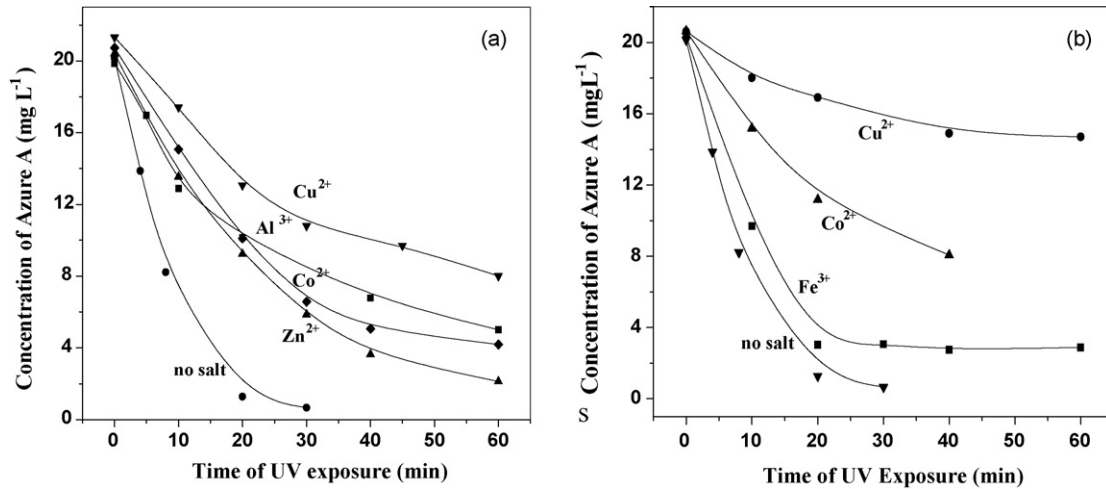 (a)
Concentration of Azure A (mg L⁻¹)
20
16
12
8
4
0
Cu²⁺
Al ³⁺
Co²⁺
Zn²⁺
no salt
0 10 20 30 40 50 60
Time of UV exposure (min)
(b)
Concentration of Azure A (mgL⁻¹)
20
16
12
8
4
0
Cu²⁺
Co²⁺
Fe³⁺
no salt
S
0 10 20 30 40 50 60
Time of UV Exposure (min)